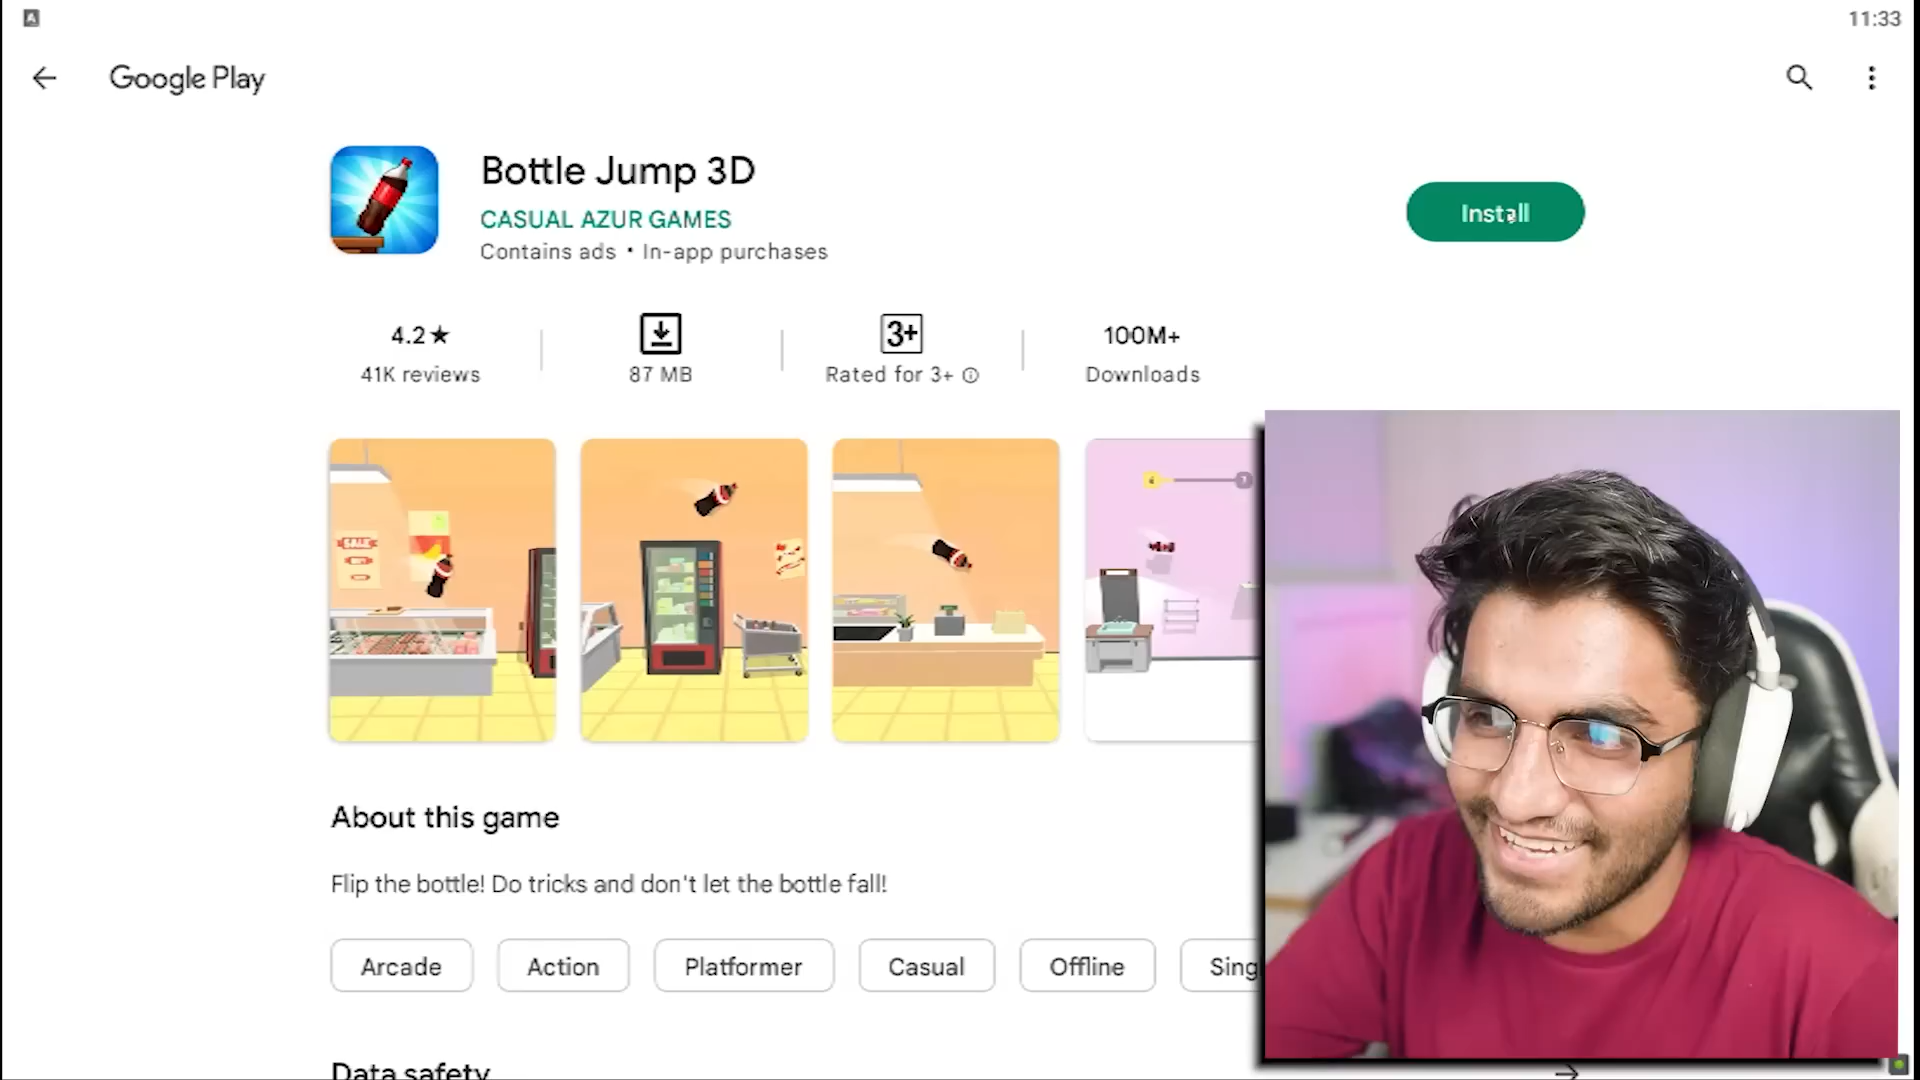 11:33
Google Play
Bottle Jump 3D
CASUAL AZUR GAMES
Contains ads • In-app purchases
Install
4.2★
3+
100M+
41K reviews
87 MB
Rated for 3+
Downloads
SALE
About this game
Flip the bottle! Do tricks and don't let the bottle fall!
Arcade
Action
Platformer
Casual
Offline
Sing
Data safety